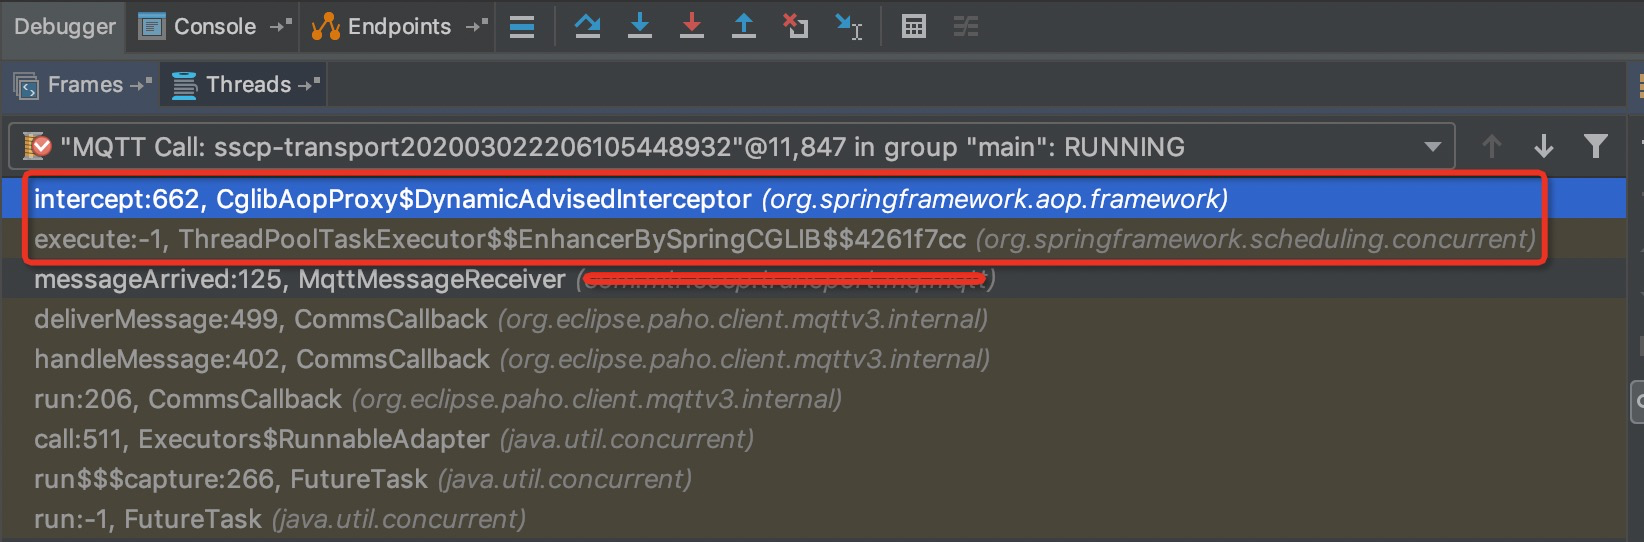 Debugger Console Endpoints
Frames Threads
"MQTT Call: sscp-transport202003022206105448932"@11,847 in group "main": RUNNING
intercept:662, CglibAopProxy$DynamicAdvisedInterceptor (org.springframework.aop.framework)
execute:-1, ThreadPoolTaskExecutor$$EnhancerBySpringCGLIB$$4261f7cc (org.springframework.scheduling.concurrent)
messageArrived:125, MqttMessageReceiver ( )
deliverMessage:499, CommsCallback (org.eclipse.paho.client.mqttv3.internal)
handleMessage:402, CommsCallback (org.eclipse.paho.client.mqttv3.internal)
run:206, CommsCallback (org.eclipse.paho.client.mqttv3.internal)
call:511, Executors$RunnableAdapter (java.util.concurrent)
run$$$capture:266, FutureTask (java.util.concurrent)
run:-1, FutureTask (java.util.concurrent)